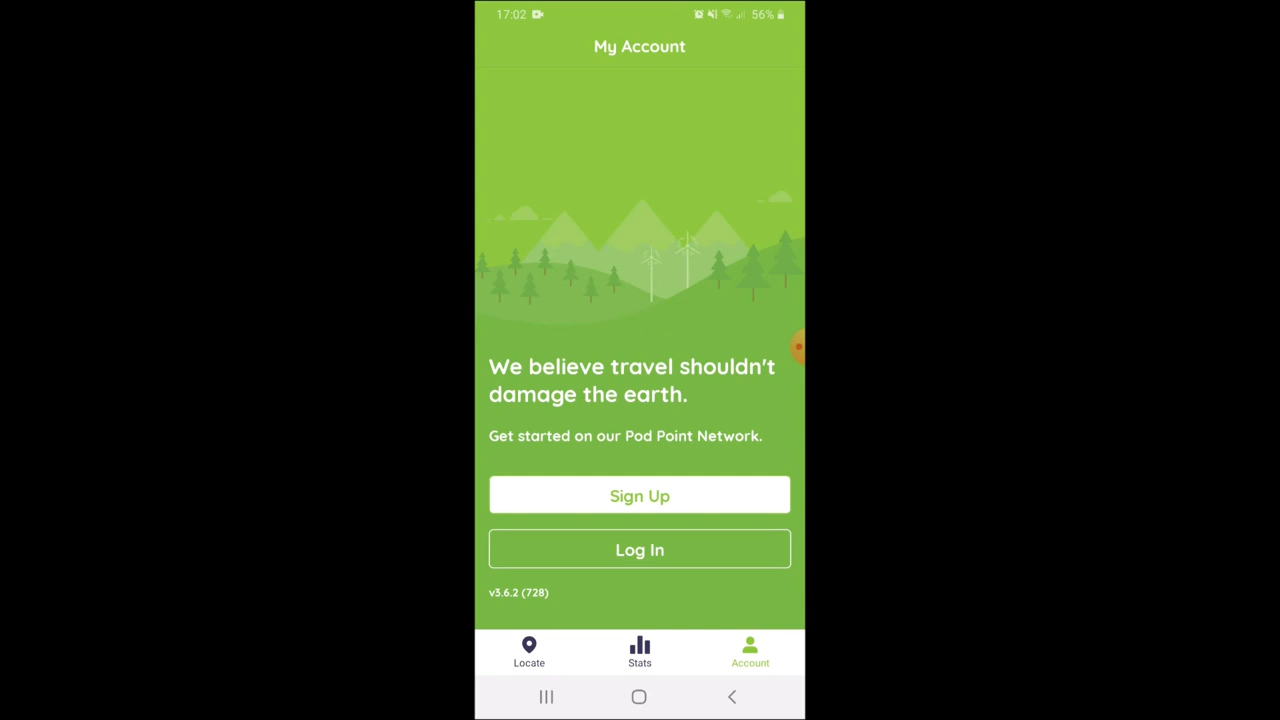 17:02
56%
My Account
We believe travel shouldn't
damage the earth.
Get started on our Pod Point Network.
Sign Up
Log In
v3.6.2 (728)
Locate
Stats
Account